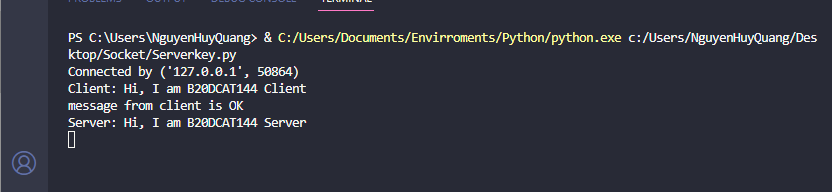 PROBLEMS OUTPUT DEBUG CONSOLE TERMINAL
PS C:\Users\NguyenHuyQuang> & C:/Users/Documents/Envirroments/Python/python.exe c:/Users/NguyenHuyQuang/Des
ktop/Socket/Serverkey.py
Connected by ('127.0.0.1', 50864)
Client: Hi, I am B20DCAT144 Client
message from client is OK
Server: Hi, I am B20DCAT144 Server